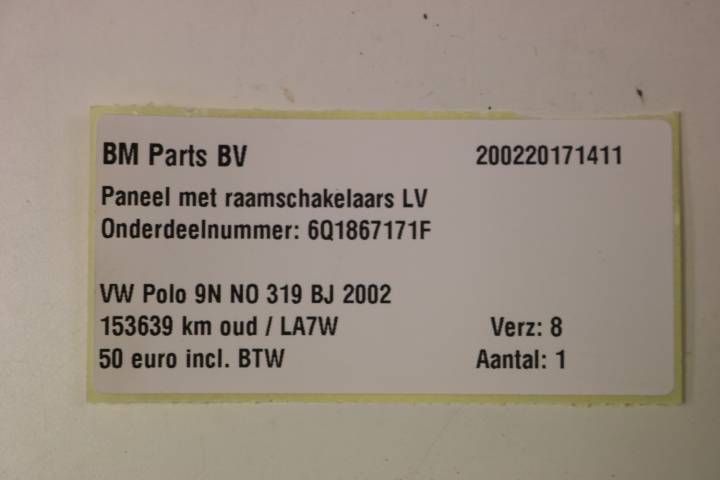 BM Parts BV 200220171411
Paneel met raamschakelaars LV
Onderdeelnummer: 6Q1867171F
VW Polo 9N NO 319 BJ 2002
153639 km oud / LA7W Verz: 8
50 euro incl. BTW Aantal: 1